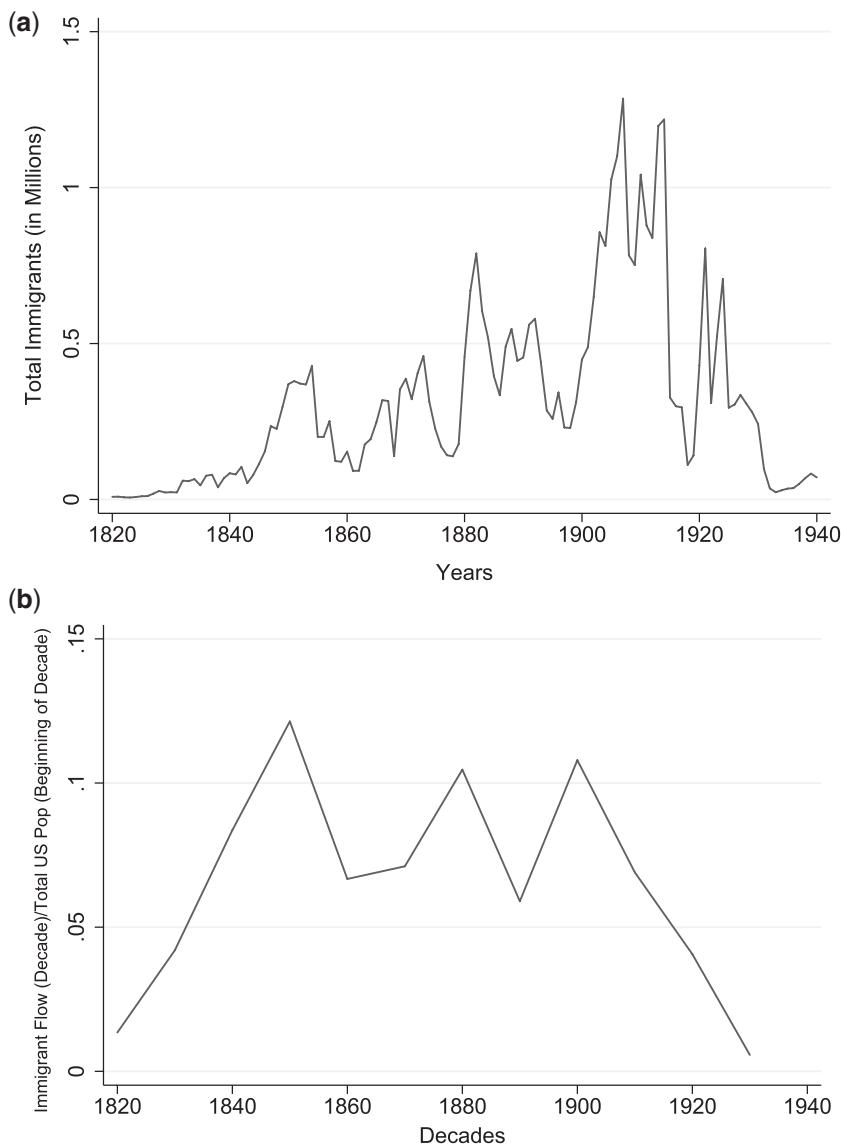 (a)
Total Immigrants (in Millions)
1.5
1
0.5
0
1820 1840 1860 1880 1900 1920 1940
Years
(b)
Immigrant Flow (Decade)/Total US Pop (Beginning of Decade)
.15
.1
.05
0
1820 1840 1860 1880 1900 1920 1940
Decades